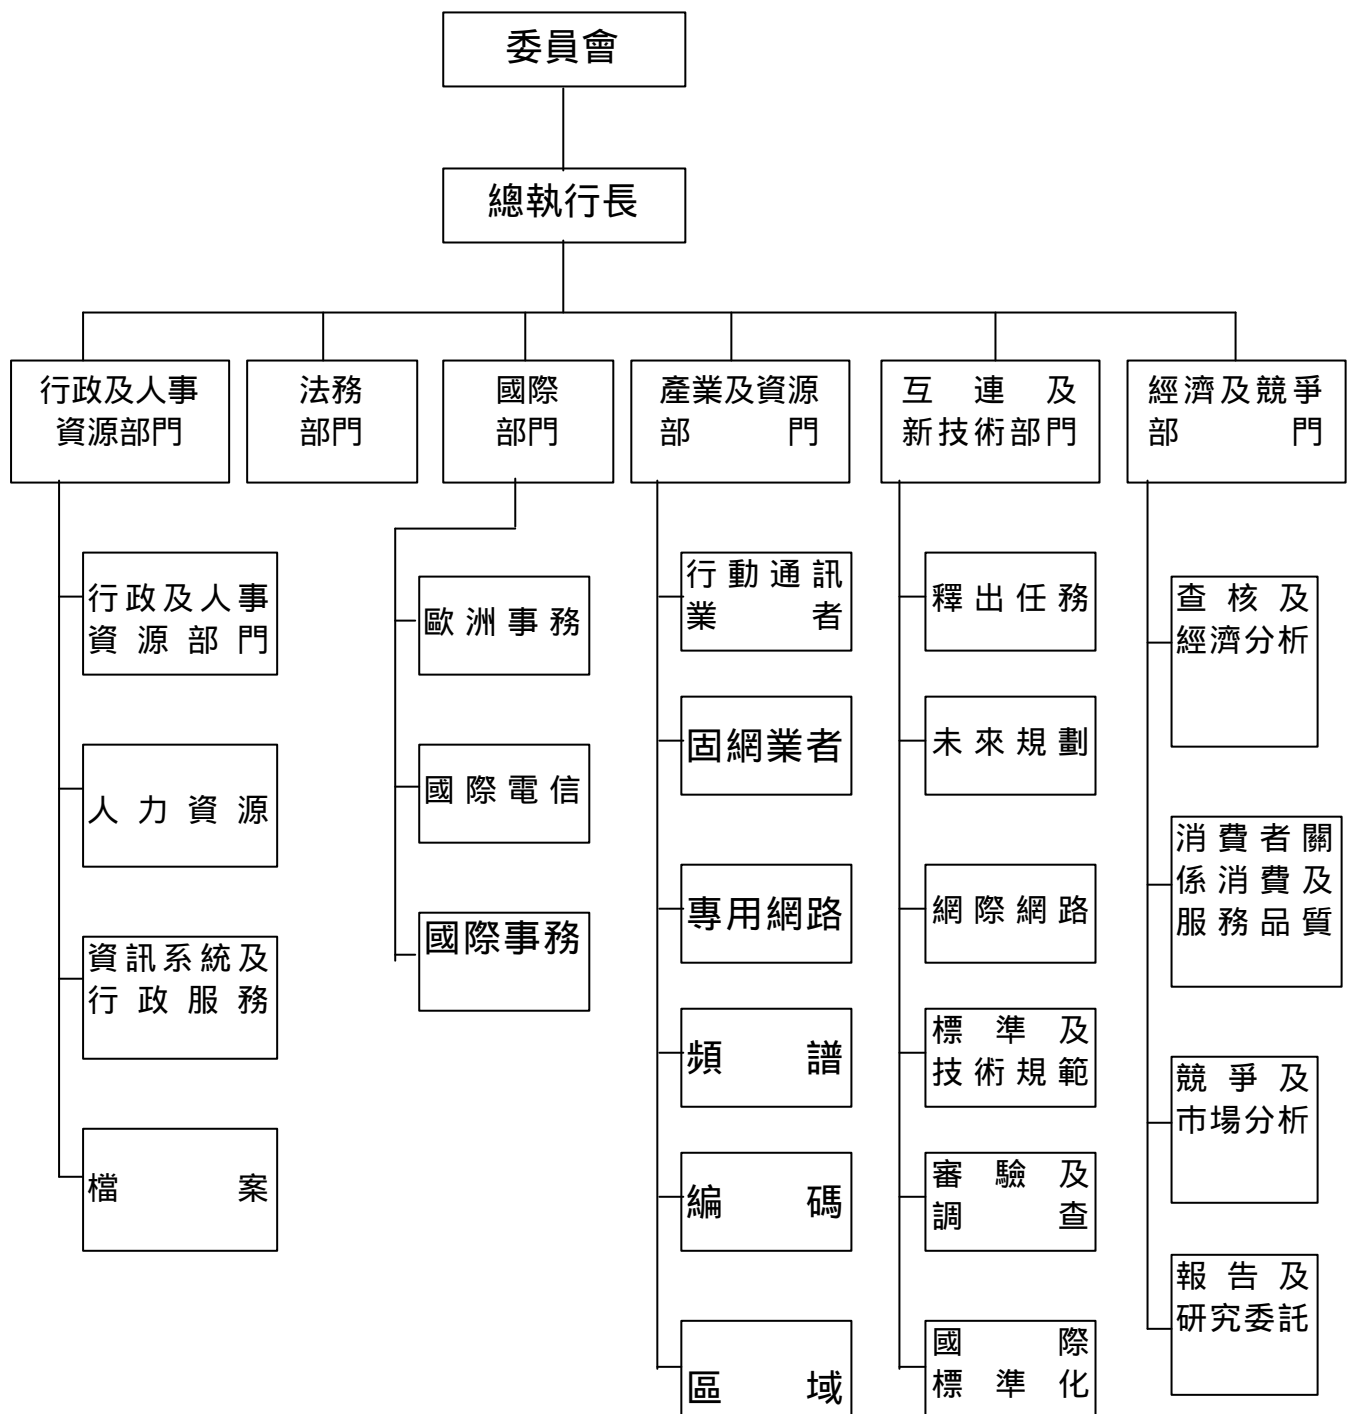 委員會
總執行長
行政及人事
資源部門
法務
部門
國際
部門
產業及資源
部門
互連及
新技術部門
經濟及競爭
部門
行政及人事
資源部門
人力資源
資訊系統及
行政服務
檔案
歐洲事務
國際電信
國際事務
行動通訊
業者
固網業者
專用網路
頻譜
編碼
區域
釋出任務
未來規劃
網際網路
標準及
技術規範
審驗及
調查
國際
標準化
查核及
經濟分析
消費者關
係消費及
服務品質
競爭及
市場分析
報告及
研究委託